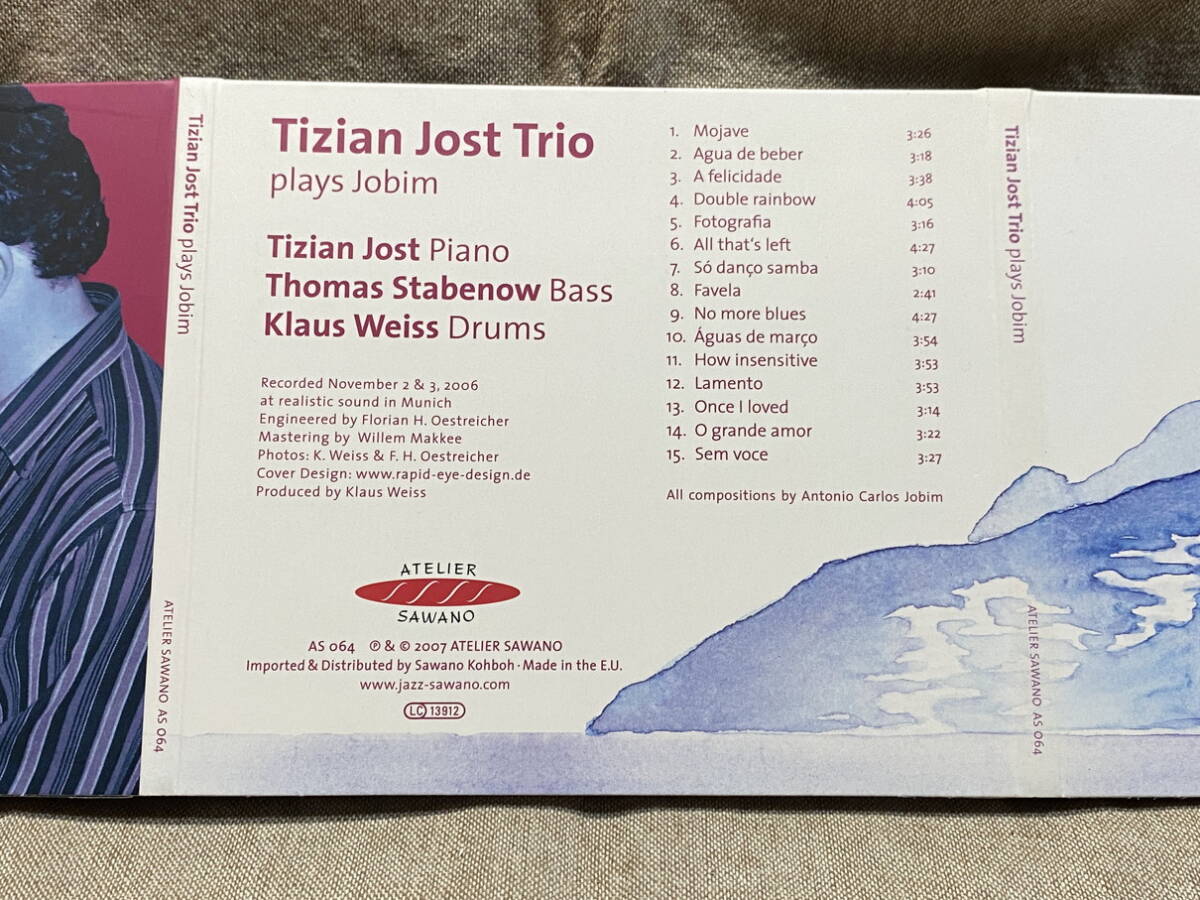 Tizian Jost Trio plays Jobim
ATELIER SAWANO AS 064
Tizian Jost Trio
plays Jobim
Tizian Jost Piano
Thomas Stabenow Bass
Klaus Weiss Drums
Recorded November 2 & 3, 2006
at realistic sound in Munich
Engineered by Florian H. Oestreicher
Mastering by Willem Makkee
Photos: K. Weiss & F. H. Oestreicher
Cover Design: www.rapid-eye-design.de
Produced by Klaus Weiss
ATELIER
SAWANO
AS 064 ℗ & © 2007 ATELIER SAWANO
Imported & Distributed by Sawano Kohboh · Made in the E.U.
www.jazz-sawano.com
LC 13912
1. Mojave 3:26
2. Agua de beber 3:18
3. A felicidade 3:38
4. Double rainbow 4:05
5. Fotografia 3:16
6. All that‘s left 4:27
7. Só danço samba 3:10
8. Favela 2:41
9. No more blues 4:27
10. Águas de março 3:54
11. How insensitive 3:53
12. Lamento 3:53
13. Once I loved 3:14
14. O grande amor 3:22
15. Sem voce 3:27
All compositions by Antonio Carlos Jobim
Tizian Jost Trio plays Jobim
ATELIER SAWANO AS 064